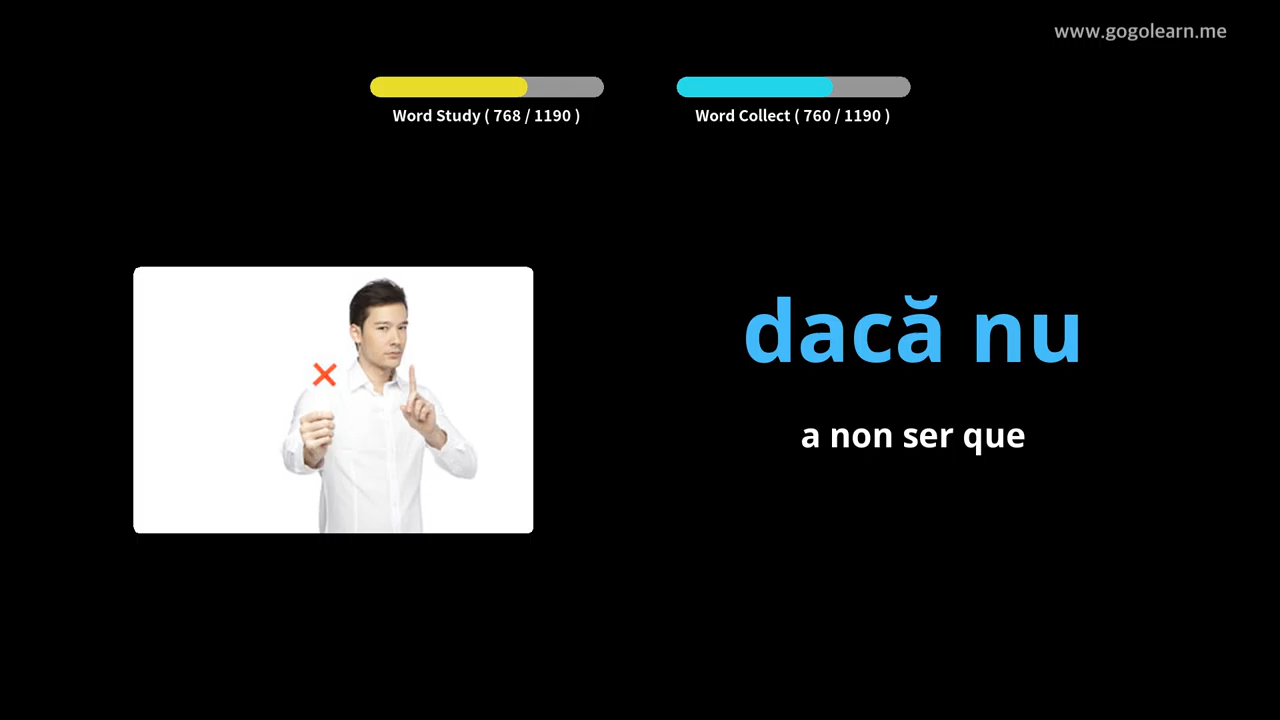 www.gogolearn.me
Word Study ( 768 / 1190 )
Word Collect ( 760 / 1190 )
dacă nu
a non ser que